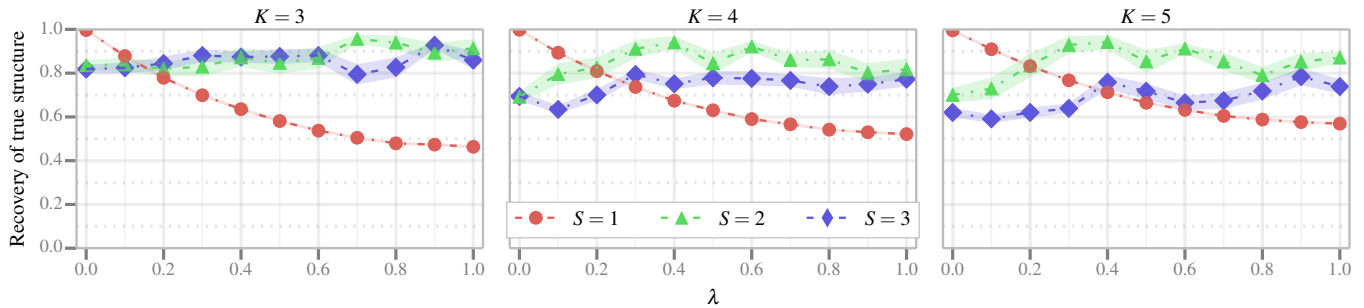 K = 3
K = 4
K = 5
Recovery of true structure
1.0
0.8
0.6
0.4
0.2
0.0
S = 1
S = 2
S = 3
0.0 0.2 0.4 0.6 0.8 1.0
0.0 0.2 0.4 0.6 0.8 1.0
0.0 0.2 0.4 0.6 0.8 1.0
λ